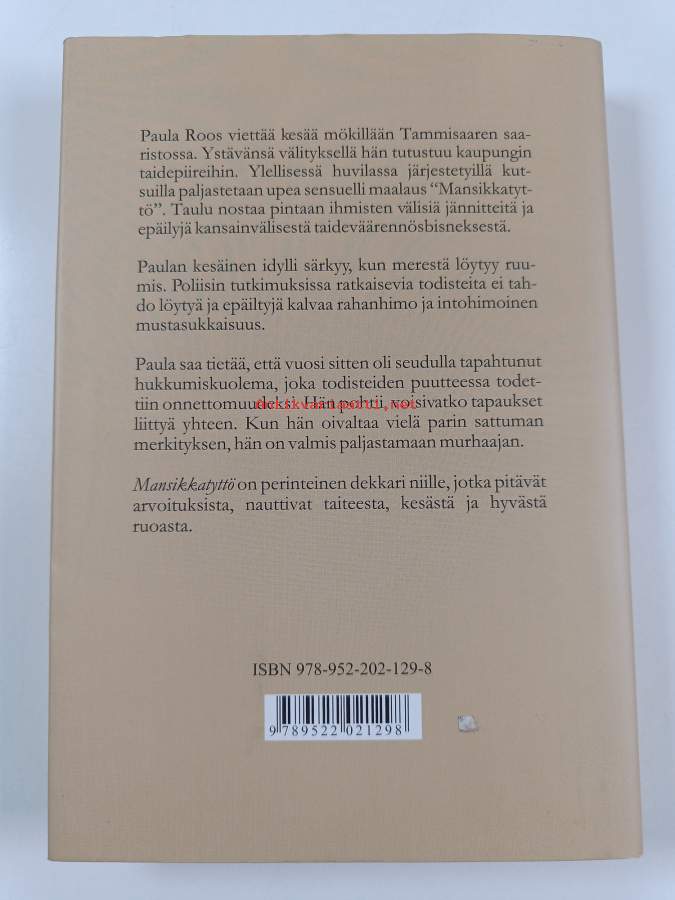 Paula Roos viettää kesää mökillään Tammisaaren saa-
ristossa. Ystävänsä välityksellä hän tutustuu kaupungin
taidepiireihin. Ylellisessä huvilassa järjestetyillä kut-
suilla paljastetaan upea sensuelli maalaus “Mansikkatyt-
tö”. Taulu nostaa pintaan ihmisten välisiä jännitteitä ja
epäilyjä kansainvälisestä taideväärennösbisneksestä.
Paulan kesäinen idylli särkyy, kun merestä löytyy ruu-
mis. Poliisin tutkimuksissa ratkaisevia todisteita ei tah-
do löytyä ja epäiltyjä kalvaa rahanhimo ja intohimoinen
mustasukkaisuus.
Paula saa tietää, että vuosi sitten oli seudulla tapahtunut
hukkumiskuolema, joka todisteiden puutteessa todet-
tiin onnettomuudeksi. Hän pohtii, voisivatko tapaukset
antikvariaatti.net
liittyä yhteen. Kun hän oivaltaa vielä parin sattuman
merkityksen, hän on valmis paljastamaan murhaajan.
Mansikkatyttö on perinteinen dekkari niille, jotka pitävät
arvoituksista, nauttivat taiteesta, kesästä ja hyvästä
ruoasta.
ISBN 978-952-202-129-8
9 789522 021298